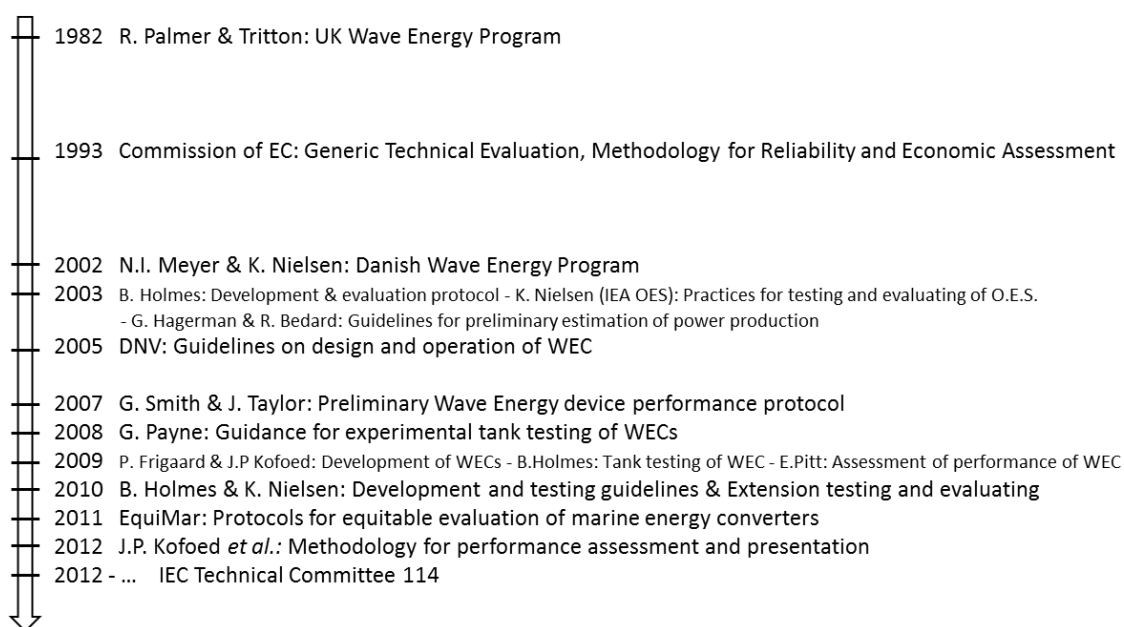 1982 R. Palmer & Tritton: UK Wave Energy Program
1993 Commission of EC: Generic Technical Evaluation, Methodology for Reliability and Economic Assessment
2002 N.I. Meyer & K. Nielsen: Danish Wave Energy Program
2003 B. Holmes: Development & evaluation protocol - K. Nielsen (IEA OES): Practices for testing and evaluating of O.E.S.
- G. Hagerman & R. Bedard: Guidelines for preliminary estimation of power production
2005 DNV: Guidelines on design and operation of WEC
2007 G. Smith & J. Taylor: Preliminary Wave Energy device performance protocol
2008 G. Payne: Guidance for experimental tank testing of WECs
2009 P. Frigaard & J.P Kofoed: Development of WECs - B.Holmes: Tank testing of WEC - E.Pitt: Assessment of performance of WEC
2010 B. Holmes & K. Nielsen: Development and testing guidelines & Extension testing and evaluating
2011 EquiMar: Protocols for equitable evaluation of marine energy converters
2012 J.P. Kofoed et al.: Methodology for performance assessment and presentation
2012 - ... IEC Technical Committee 114